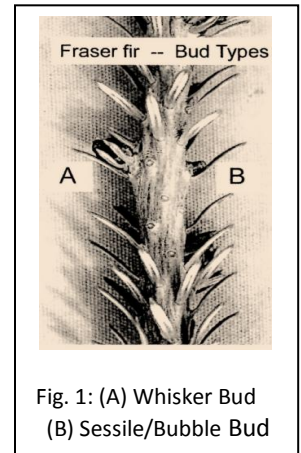 Fraser fir -- Bud Types
A B
Fig. 1: (A) Whisker Bud
(B) Sessile/Bubble Bud